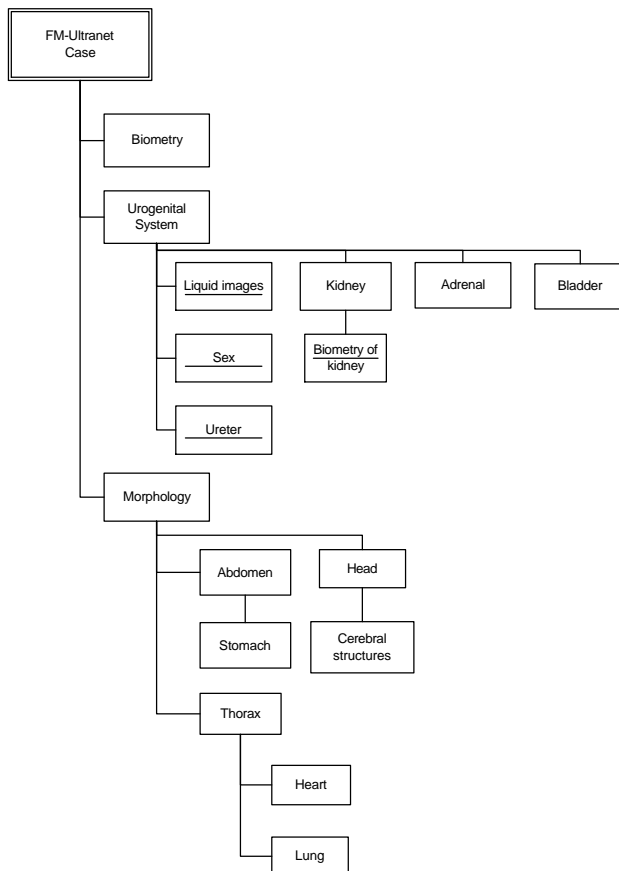 FM-Ultranet
Case
Biometry
Urogenital
System
Liquid images
Kidney
Adrenal
Bladder
Sex
Biometry of
kidney
Ureter
Morphology
Abdomen
Head
Stomach
Cerebral
structures
Thorax
Heart
Lung